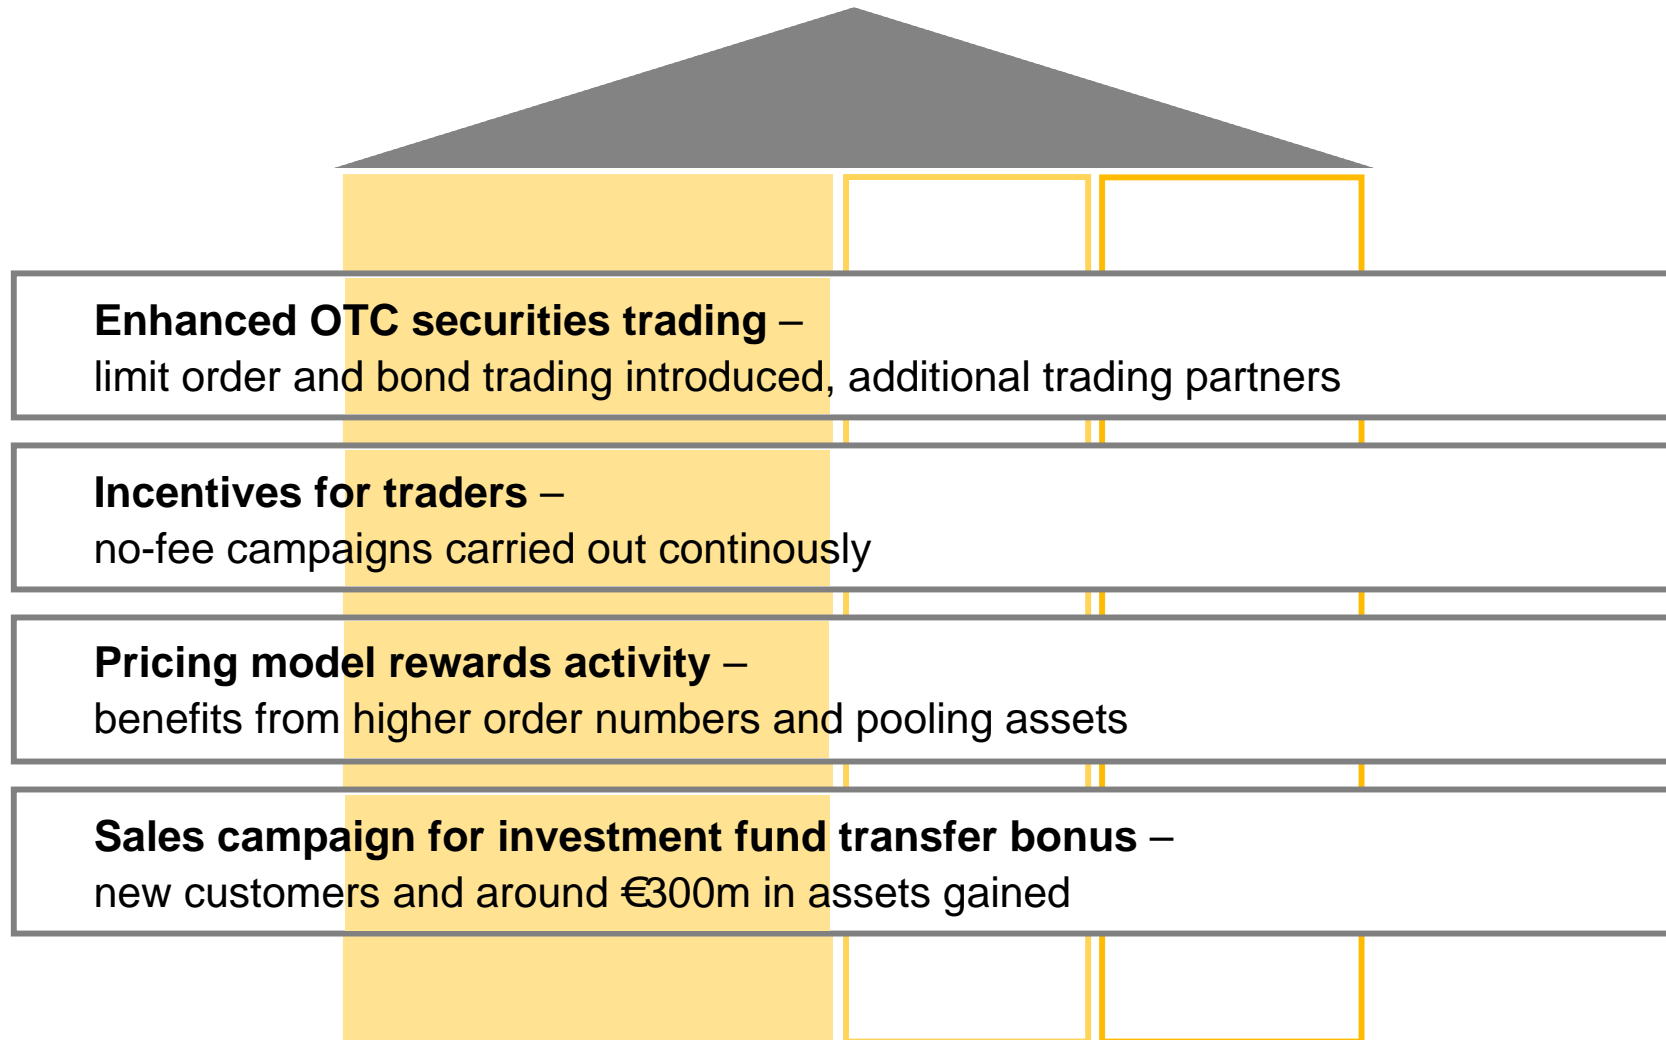 Enhanced OTC securities trading –
limit order and bond trading introduced, additional trading partners
Incentives for traders –
no-fee campaigns carried out continously
Pricing model rewards activity –
benefits from higher order numbers and pooling assets
Sales campaign for investment fund transfer bonus –
new customers and around €300m in assets gained